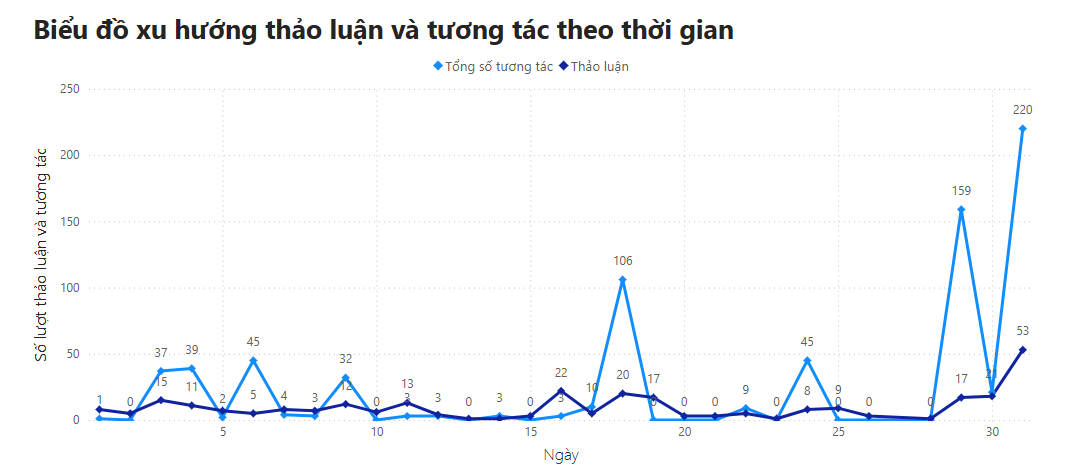 Biểu đồ xu hướng thảo luận và tương tác theo thời gian
Tổng số tương tác Thảo luận
Số lượt thảo luận và tương tác
250
200
150
100
50
0
1 0 37 39 2 45 4 3 32 0 3 3 0 3 0 3 10 106 0 0 0 9 0 45 0 0 0 159 21 220
15 11 5 12 13 22 20 17 8 9 17 53
5 10 15 20 25 30
Ngày